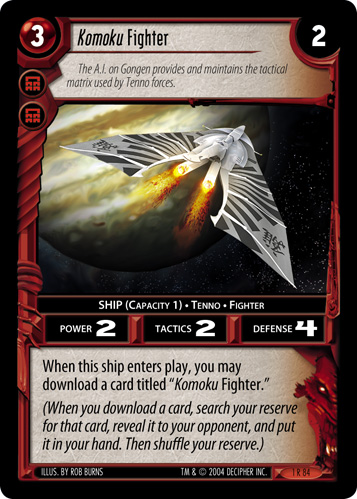 3 Komoku Fighter 2
The A.I. on Gongen provides and maintains the tactical
matrix used by Tenno forces.
SHIP (CAPACITY 1) • TENNO • FIGHTER
POWER 2 TACTICS 2 DEFENSE 4
When this ship enters play, you may
download a card titled “Komoku Fighter.”
(When you download a card, search your reserve
for that card, reveal it to your opponent, and put
it in your hand. Then shuffle your reserve.)
ILLUS. BY ROB BURNS TM & © 2004 DECIPHER INC. 1 R 84